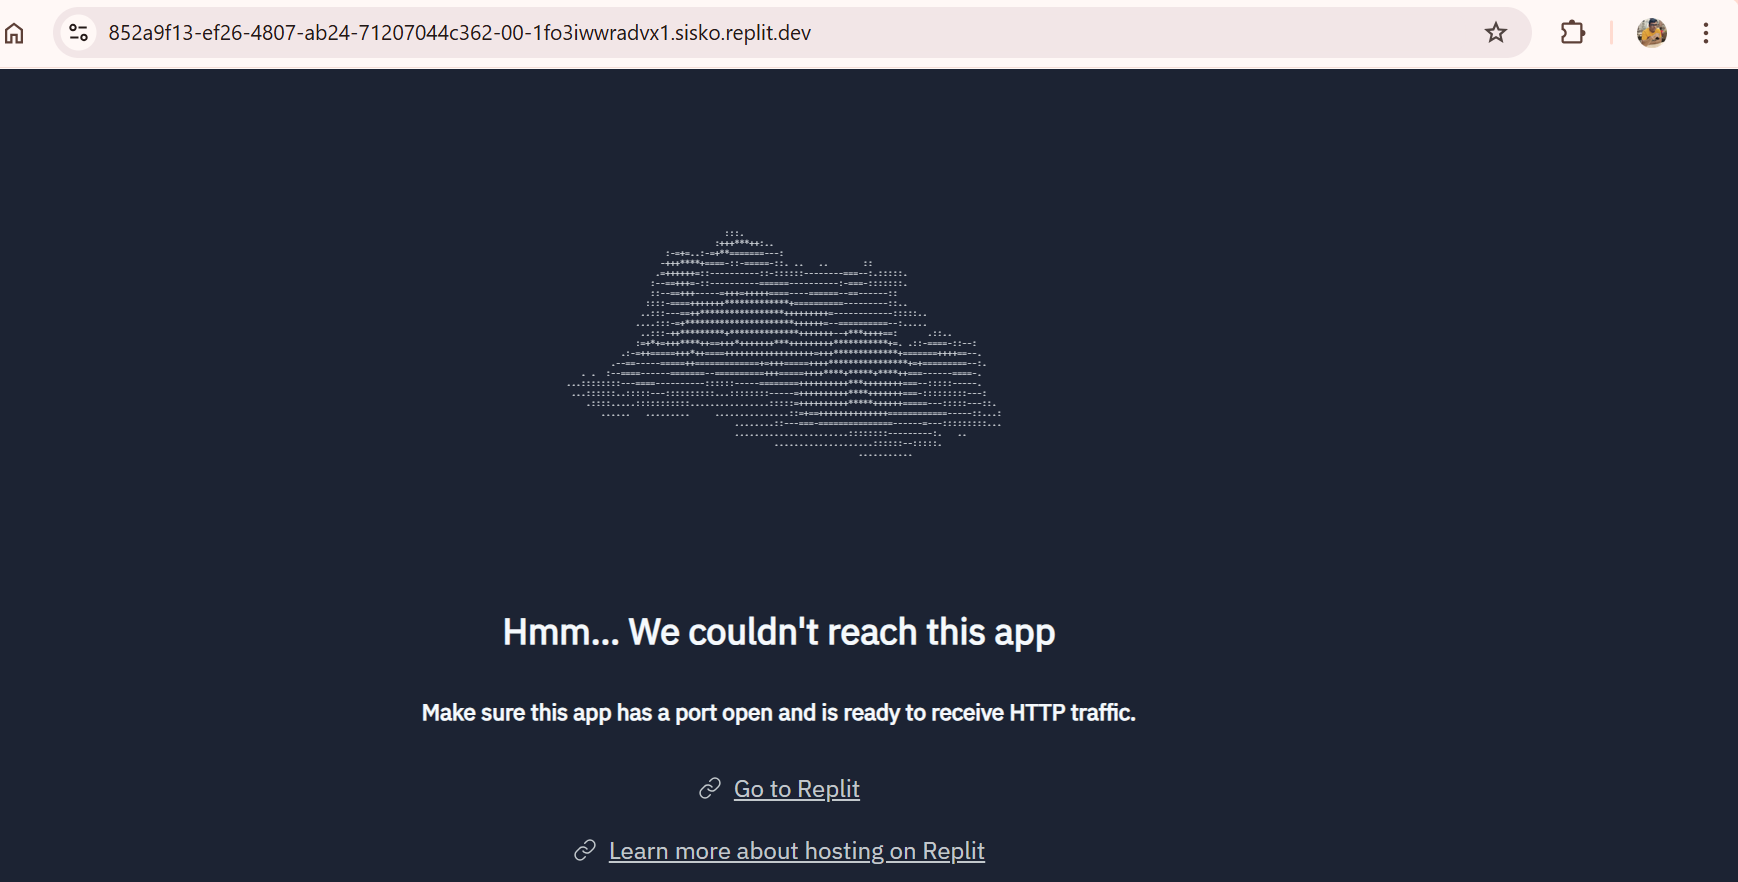 852a9f13-ef26-4807-ab24-71207044c362-00-1fo3iwwradvx1.sisko.replit.dev
Hmm... We couldn't reach this app
Make sure this app has a port open and is ready to receive HTTP traffic.
Go to Replit
Learn more about hosting on Replit